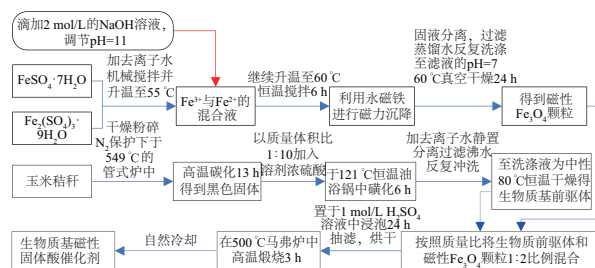 滴加2 mol/L的NaOH溶液，
调节pH=11
FeSO₄·7H₂O
Fe₂(SO₄)₃·
9H₂O
加去离子水
机械搅拌并
升温至55 ℃
Fe³⁺与Fe²⁺的
混合液
继续升温至60 ℃
恒温搅拌6 h
利用永磁铁
进行磁力沉降
固液分离，过滤
蒸馏水反复洗涤
至滤液的pH=7
60 ℃真空干燥24 h
得到磁性
Fe₃O₄颗粒
玉米秸秆
干燥粉碎
N₂保护下于
549 ℃的
管式炉中
高温碳化13 h
得到黑色固体
以质量体积比
1∶10加入
溶剂浓硫酸
于121 ℃恒温油
浴锅中磺化6 h
加去离子水静置
分离过滤沸水
反复冲洗
至洗涤液为中性
80 ℃恒温干燥得
生物质基前驱体
按照质量比将生物质前驱体和
磁性Fe₃O₄颗粒1∶2比例混合
置于1 mol/L H₂SO₄
溶液中浸泡24 h
抽滤，烘干
在500 ℃马弗炉中
高温煅烧3 h
自然冷却
生物质基磁性
固体酸催化剂